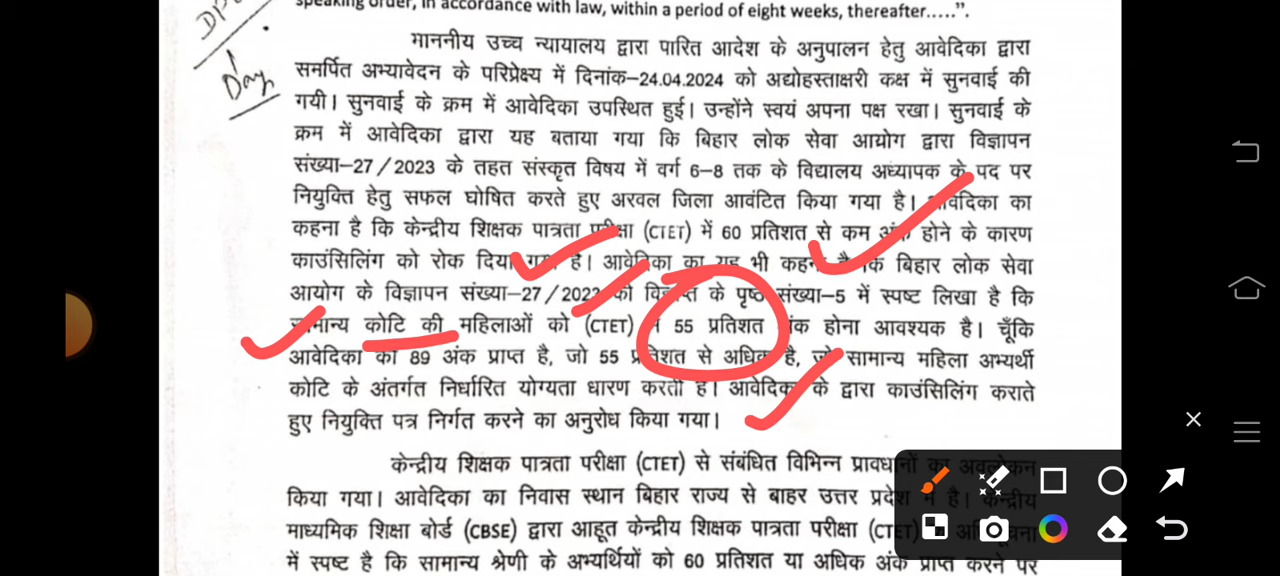 speaking order, in accordance with law, within a period of eight weeks, thereafter.....".
Day
माननीय उच्च न्यायालय द्वारा पारित आदेश के अनुपालन हेतु आवेदिका द्वारा
समर्पित अभ्यावेदन के परिप्रेक्ष्य में दिनांक–24.04.2024 को अद्योहस्ताक्षरी कक्ष में सुनवाई की
गयी। सुनवाई के क्रम में आवेदिका उपस्थित हुई। उन्होंने स्वयं अपना पक्ष रखा। सुनवाई के
क्रम में आवेदिका द्वारा यह बताया गया कि बिहार लोक सेवा आयोग द्वारा विज्ञापन
संख्या–27/2023 के तहत संस्कृत विषय में वर्ग 6–8 तक के विद्यालय अध्यापक के पद पर
नियुक्ति हेतु सफल घोषित करते हुए अरवल जिला आवंटित किया गया है। आवेदिका का
कहना है कि केन्द्रीय शिक्षक पात्रता परीक्षा (CTET) में 60 प्रतिशत से कम अंक होने के कारण
काउंसिलिंग को रोक दिया गया है। आवेदिका का यह भी कहना है कि बिहार लोक सेवा
आयोग के विज्ञापन संख्या–27/2023 की विज्ञप्ति के पृष्ठ संख्या–5 में स्पष्ट लिखा है कि
सामान्य कोटि की महिलाओं को (CTET) में 55 प्रतिशत अंक होना आवश्यक है। चूँकि
आवेदिका को 89 अंक प्राप्त है, जो 55 प्रतिशत से अधिक है, जो सामान्य महिला अभ्यर्थी
कोटि के अंतर्गत निर्धारित योग्यता धारण करती है। आवेदिका के द्वारा काउंसिलिंग कराते
हुए नियुक्ति पत्र निर्गत करने का अनुरोध किया गया।
केन्द्रीय शिक्षक पात्रता परीक्षा (CTET) से संबंधित विभिन्न प्रावधानों का अवलोकन
किया गया। आवेदिका का निवास स्थान बिहार राज्य से बाहर उत्तर प्रदेश में है। केन्द्रीय
माध्यमिक शिक्षा बोर्ड (CBSE) द्वारा आहूत केन्द्रीय शिक्षक पात्रता परीक्षा (CTET)
में स्पष्ट है कि सामान्य श्रेणी के अभ्यर्थियों को 60 प्रतिशत या अधिक अंक प्राप्त करने पर